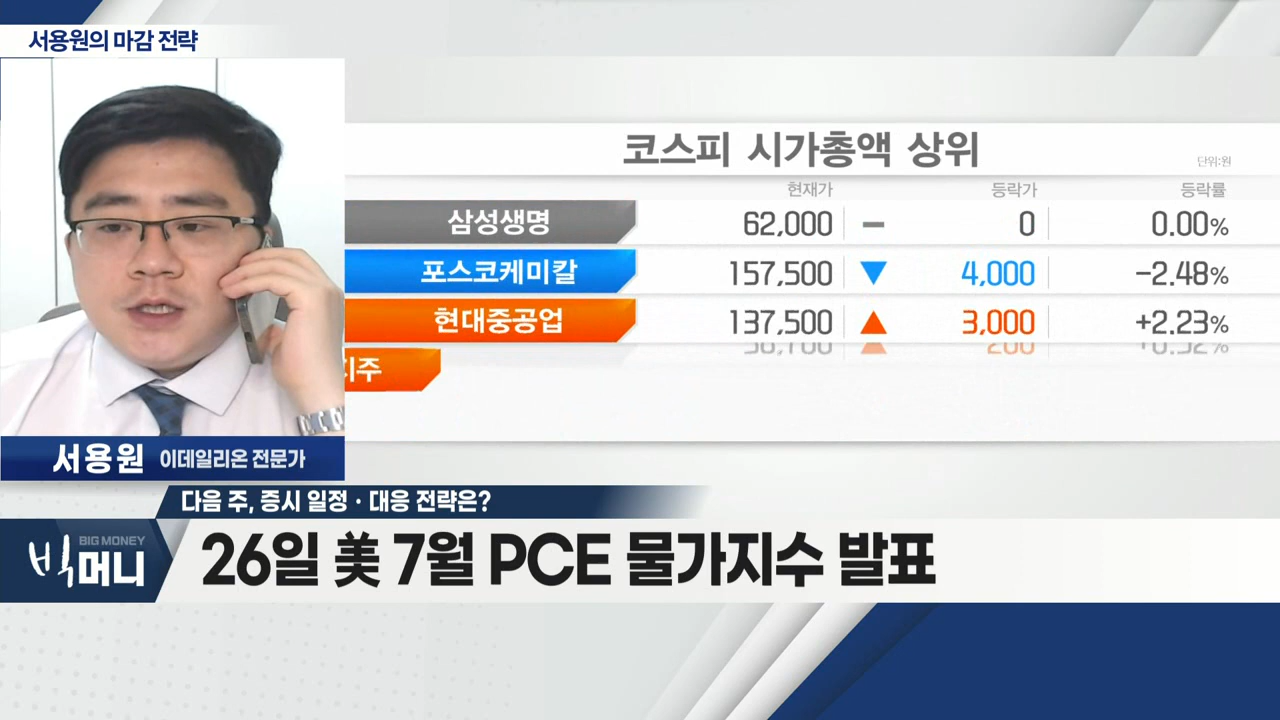 서용원의 마감 전략
코스피 시가총액 상위
단위:원
현재가 등락가 등락률
삼성생명 62,000 0 0.00%
포스코케미칼 157,500 ▼ 4,000 -2.48%
현대중공업 137,500 ▲ 3,000 +2.23%
지주
서용원 이데일리온 전문가
다음 주, 증시 일정 · 대응 전략은?
BIG MONEY
빅머니
26일 美 7월 PCE 물가지수 발표